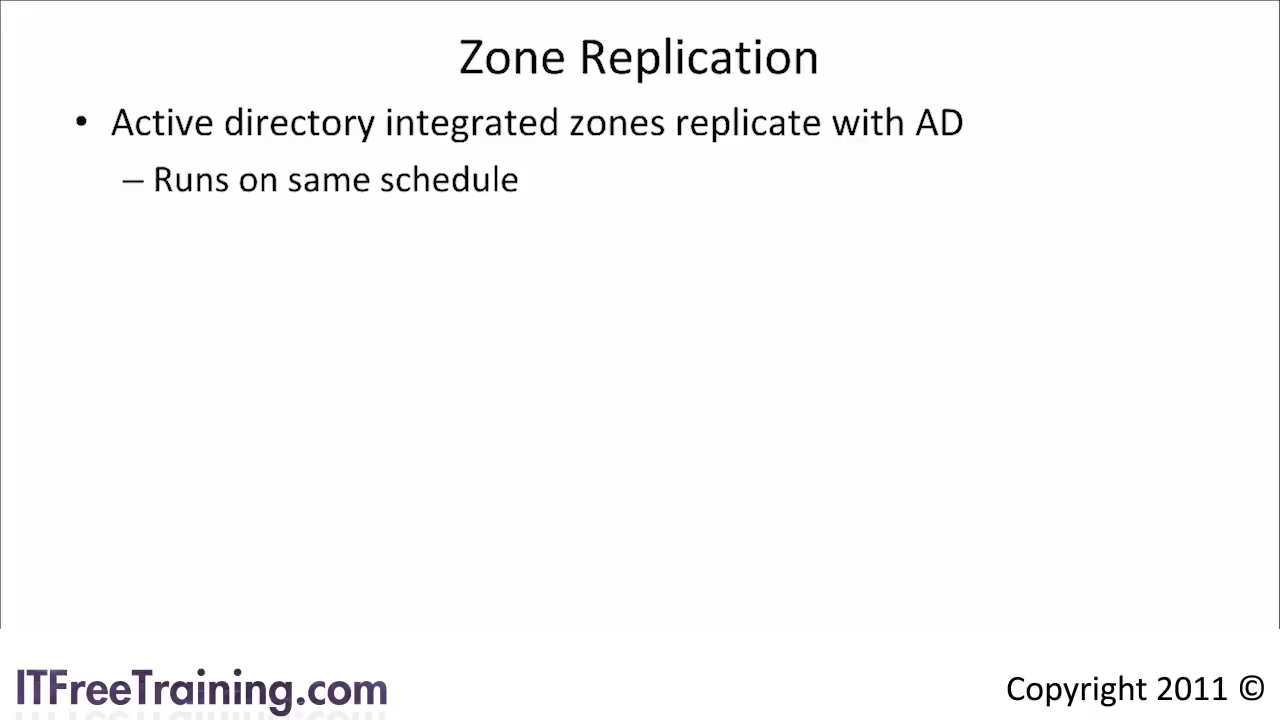 Zone Replication
• Active directory integrated zones replicate with AD
– Runs on same schedule
ITFreeTraining.com
Copyright 2011 ©